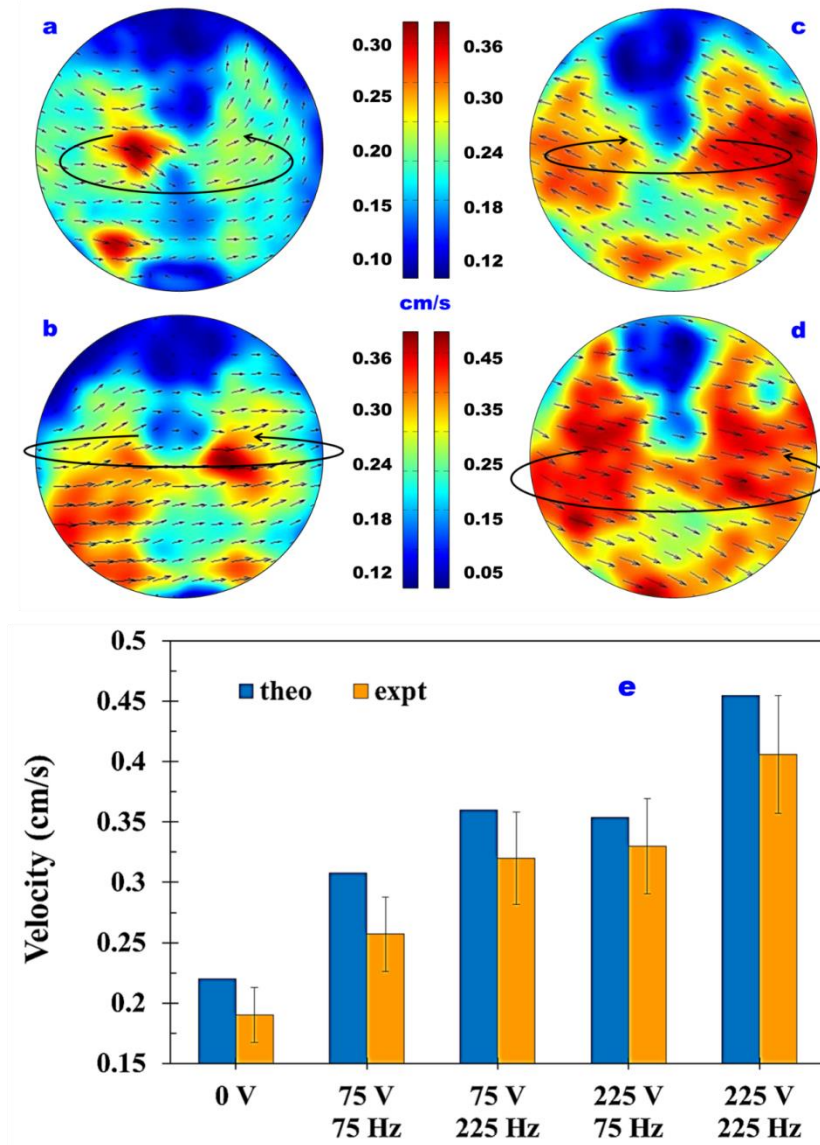 a
c
0.30 0.36
0.25 0.30
0.20 0.24
0.15 0.18
0.10 0.12
cm/s
b
d
0.36 0.45
0.30 0.35
0.24 0.25
0.18 0.15
0.12 0.05
0.5
theo expt e
0.45
0.4
0.35
0.3
0.25
0.2
0.15
Velocity (cm/s)
0 V 75 V 75 V 225 V 225 V
75 Hz 225 Hz 75 Hz 225 Hz